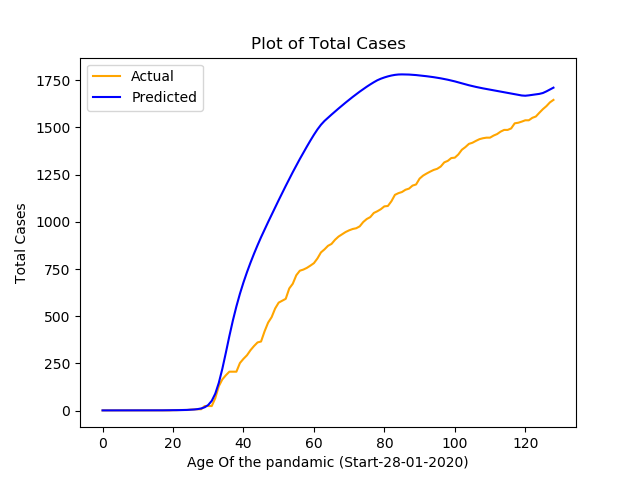 Plot of Total Cases
Actual
Predicted
1750
1500
1250
1000
750
500
250
0
Total Cases
0 20 40 60 80 100 120
Age Of the pandamic (Start-28-01-2020)